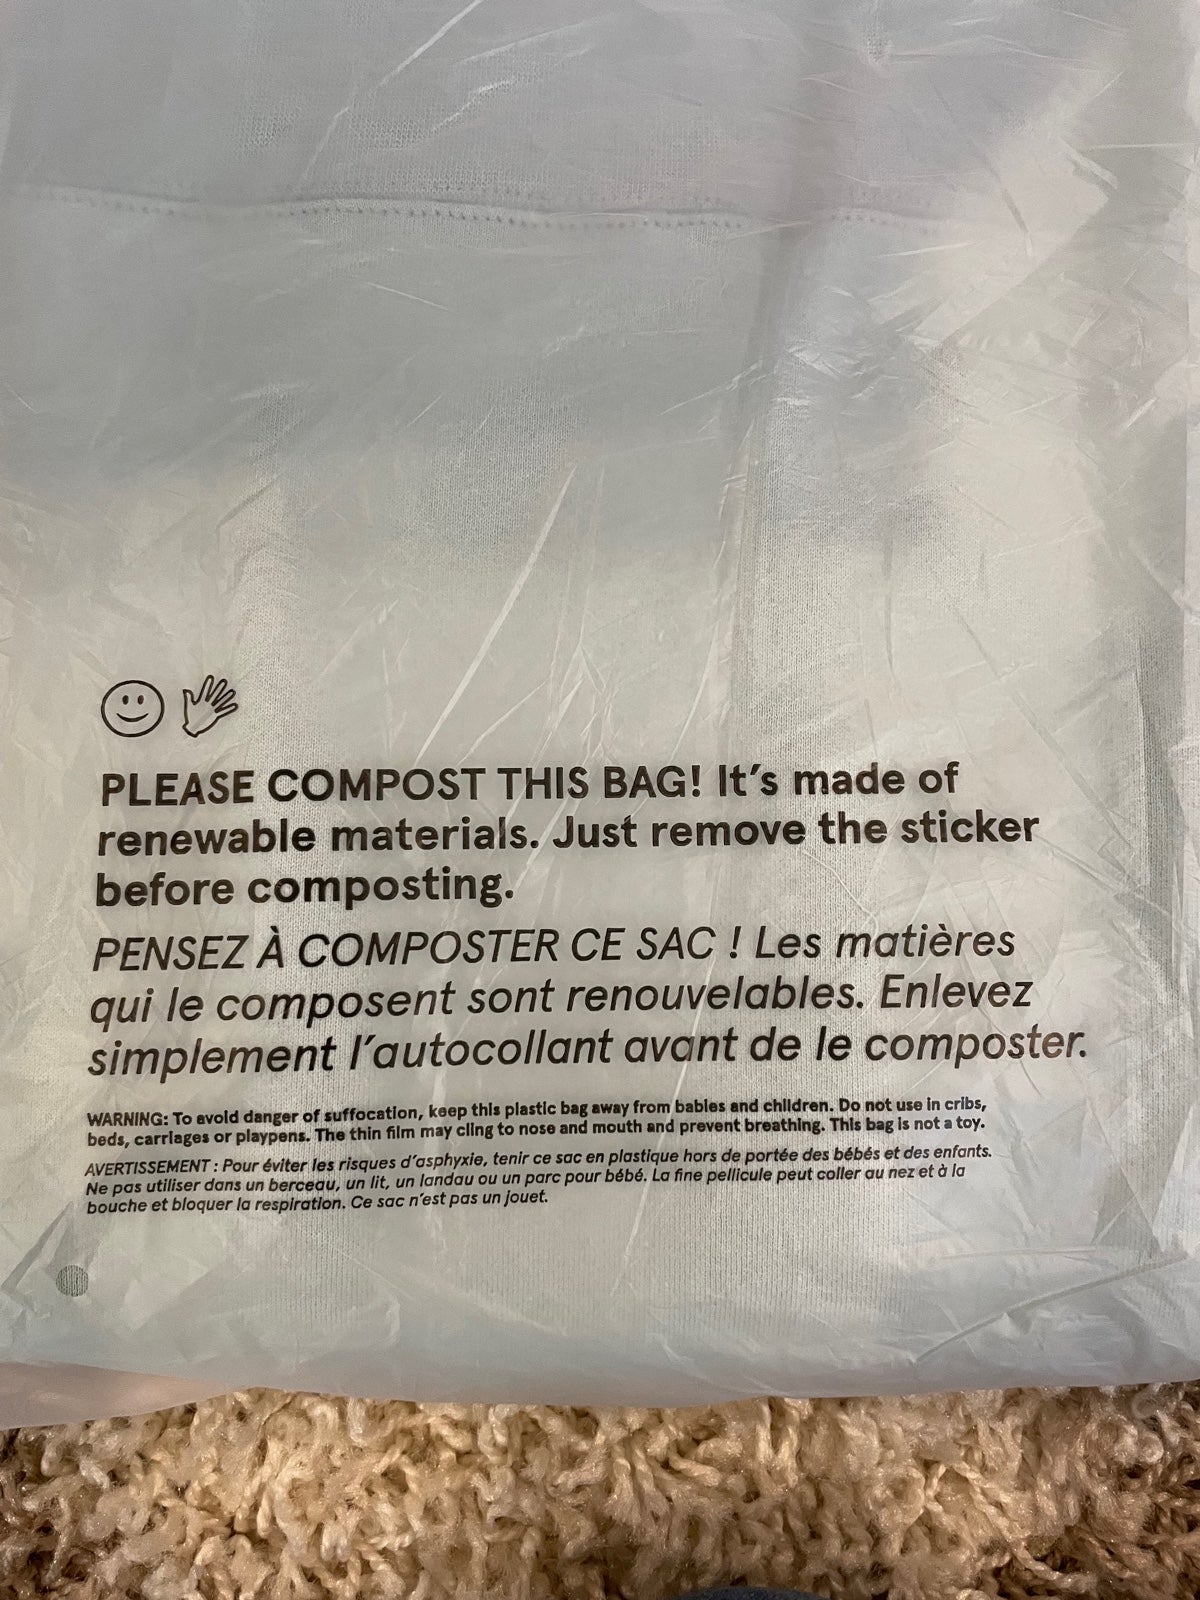 PLEASE COMPOST THIS BAG! It's made of
renewable materials. Just remove the sticker
before composting.
PENSEZ À COMPOSTER CE SAC ! Les matières
qui le composent sont renouvelables. Enlevez
simplement l'autocollant avant de le composter.
WARNING: To avoid danger of suffocation, keep this plastic bag away from babies and children. Do not use in cribs,
beds, carriages or playpens. The thin film may cling to nose and mouth and prevent breathing. This bag is not a toy.
AVERTISSEMENT : Pour éviter les risques d'asphyxie, tenir ce sac en plastique hors de portée des bébés et des enfants.
Ne pas utiliser dans un berceau, un lit, un landau ou un parc pour bébé. La fine pellicule peut coller au nez et à la
bouche et bloquer la respiration. Ce sac n'est pas un jouet.